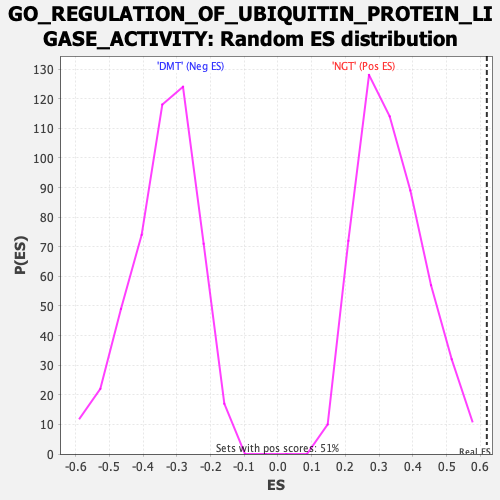 GO_REGULATION_OF_UBIQUITIN_PROTEIN_LI
GASE_ACTIVITY: Random ES distribution
'DMT' (Neg ES) 'NGT' (Pos ES)
130
120
110
100
90
80
70
60
50
40
30
20
10
0
P(ES)
Sets with pos scores: 51%
Real ES
-0.6 -0.5 -0.4 -0.3 -0.2 -0.1 0.0 0.1 0.2 0.3 0.4 0.5 0.6
ES